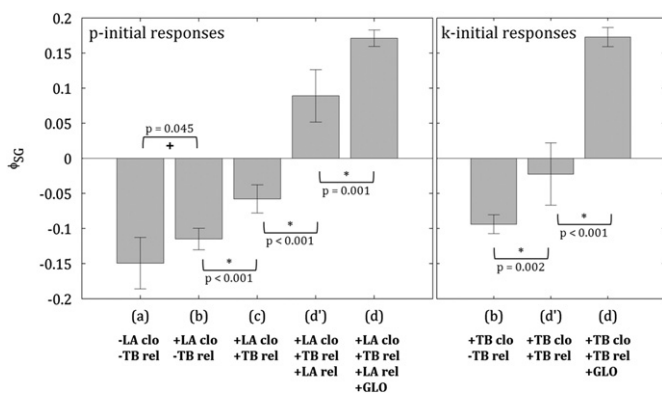 p-initial responses
k-initial responses
ϕSG
0.2
0.15
0.1
0.05
0
-0.05
-0.1
-0.15
-0.2
p = 0.045
+
*
p < 0.001
*
p < 0.001
*
p = 0.001
*
p = 0.002
*
p < 0.001
(a)
(b)
(c)
(d')
(d)
(b)
(d')
(d)
-LA clo
-TB rel
+LA clo
-TB rel
+LA clo
+TB rel
+LA clo
+TB rel
+LA rel
+LA clo
+TB rel
+LA rel
+GLO
+TB clo
-TB rel
+TB clo
+TB rel
+TB clo
+TB rel
+GLO